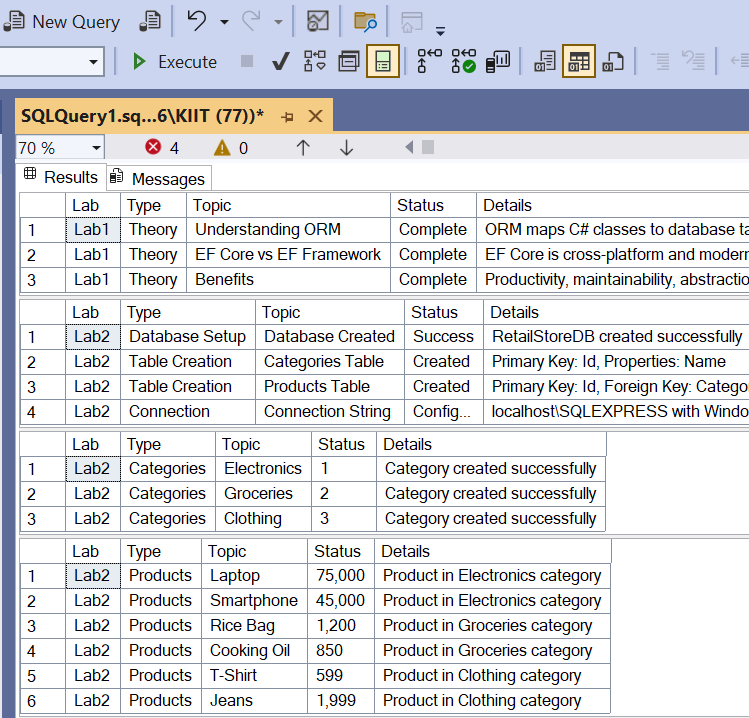 New Query
Execute
SQLQuery1.sq...6\KIIT (77))*
70 % 4 0
Results Messages
Lab Type Topic Status Details
1 Lab1 Theory Understanding ORM Complete ORM maps C# classes to database ta
2 Lab1 Theory EF Core vs EF Framework Complete EF Core is cross-platform and modern
3 Lab1 Theory Benefits Complete Productivity, maintainability, abstractio
Lab Type Topic Status Details
1 Lab2 Database Setup Database Created Success RetailStoreDB created successfully
2 Lab2 Table Creation Categories Table Created Primary Key: Id, Properties: Name
3 Lab2 Table Creation Products Table Created Primary Key: Id, Foreign Key: Catego
4 Lab2 Connection Connection String Config... localhost\SQLEXPRESS with Windo
Lab Type Topic Status Details
1 Lab2 Categories Electronics 1 Category created successfully
2 Lab2 Categories Groceries 2 Category created successfully
3 Lab2 Categories Clothing 3 Category created successfully
Lab Type Topic Status Details
1 Lab2 Products Laptop 75,000 Product in Electronics category
2 Lab2 Products Smartphone 45,000 Product in Electronics category
3 Lab2 Products Rice Bag 1,200 Product in Groceries category
4 Lab2 Products Cooking Oil 850 Product in Groceries category
5 Lab2 Products T-Shirt 599 Product in Clothing category
6 Lab2 Products Jeans 1,999 Product in Clothing category